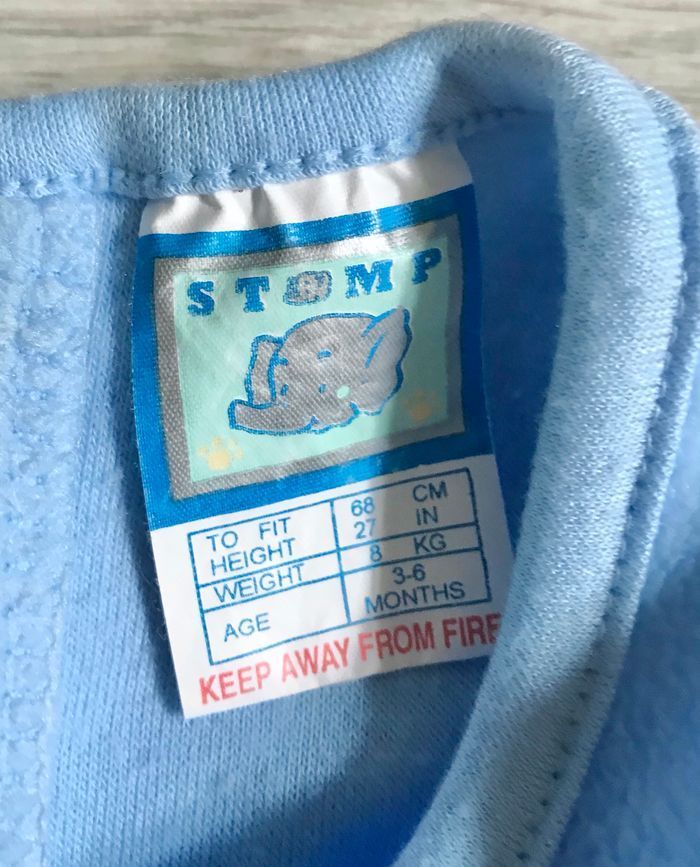 STOMP
TO FIT 68 CM
HEIGHT 27 IN
WEIGHT 8 KG
AGE 3-6 MONTHS
KEEP AWAY FROM FIRE